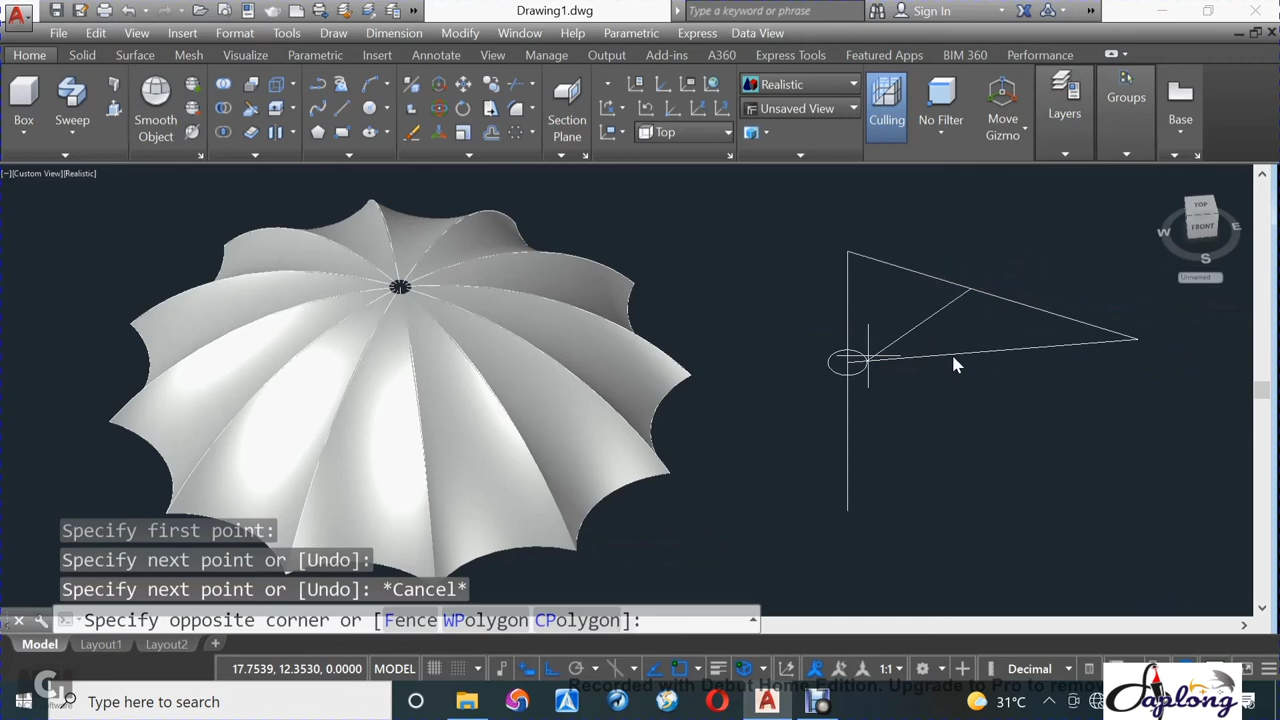 Drawing1.dwg
Type a keyword or phrase
Sign In
File Edit View Insert Format Tools Draw Dimension Modify Window Help Parametric Express Data View
Home Solid Surface Mesh Visualize Parametric Insert Annotate View Manage Output Add-ins A360 Express Tools Featured Apps BIM 360 Performance
Realistic
Unsaved View
Top
Box
Sweep
Smooth
Object
Section
Plane
Culling
No Filter
Move
Gizmo
Layers
Groups
Base
[−][Custom View][Realistic]
TOP
FRONT
W
E
S
Unnamed
Specify first point:
Specify next point or [Undo]:
Specify next point or [Undo]: *Cancel*
Specify opposite corner or [Fence WPolygon CPolygon]:
Model Layout1 Layout2 +
17.7539, 12.3530, 0.0000 MODEL
1:1
Decimal
Recorded with Debut Home Edition. Upgrade to Pro to remov
Type here to search
31°C
Daplong